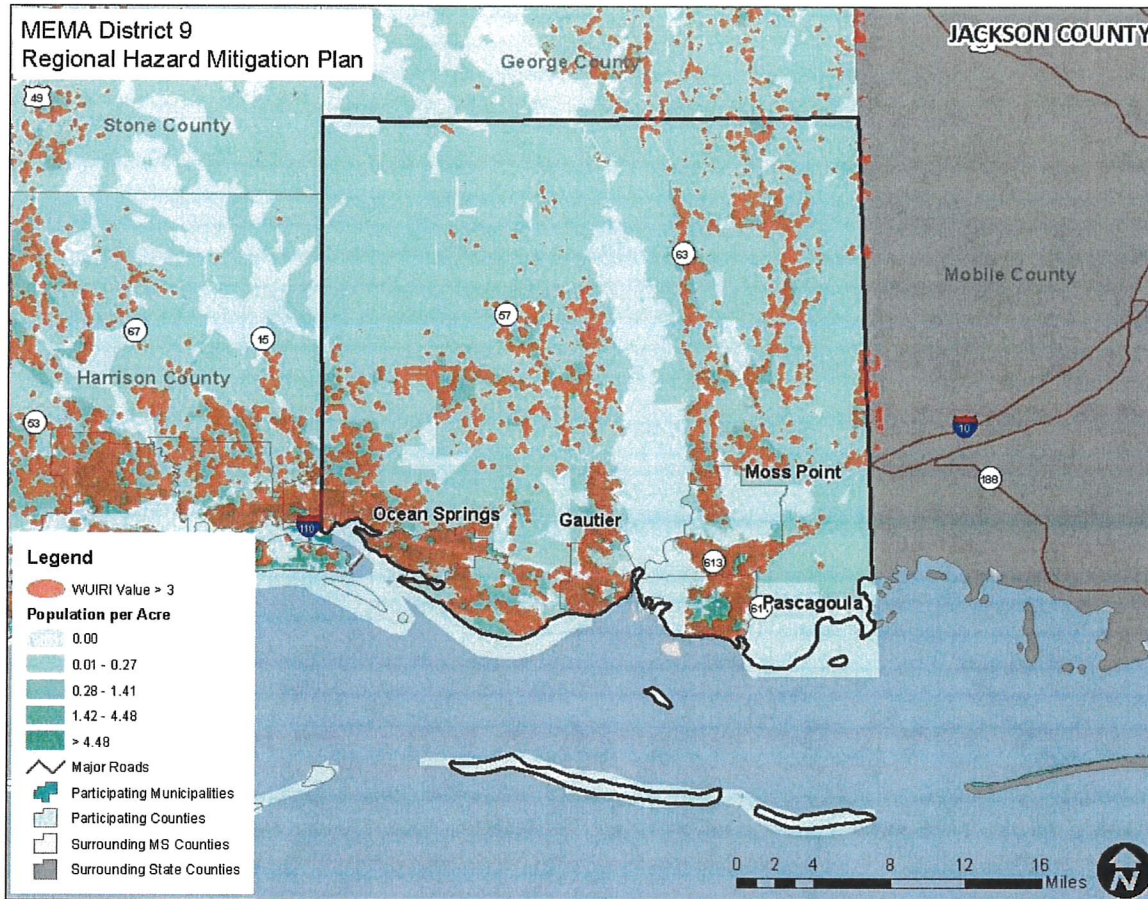 MEMA District 9
Regional Hazard Mitigation Plan
JACKSON COUNTY
George County
49
Stone County
63
Mobile County
57
67
15
Harrison County
53
10
Moss Point
188
Ocean Springs
Gautier
110
613
61
Pascagoula
Legend
WUIRI Value > 3
Population per Acre
0.00
0.01 - 0.27
0.28 - 1.41
1.42 - 4.48
> 4.48
Major Roads
Participating Municipalities
Participating Counties
Surrounding MS Counties
Surrounding State Counties
0 2 4 8 12 16
Miles
N